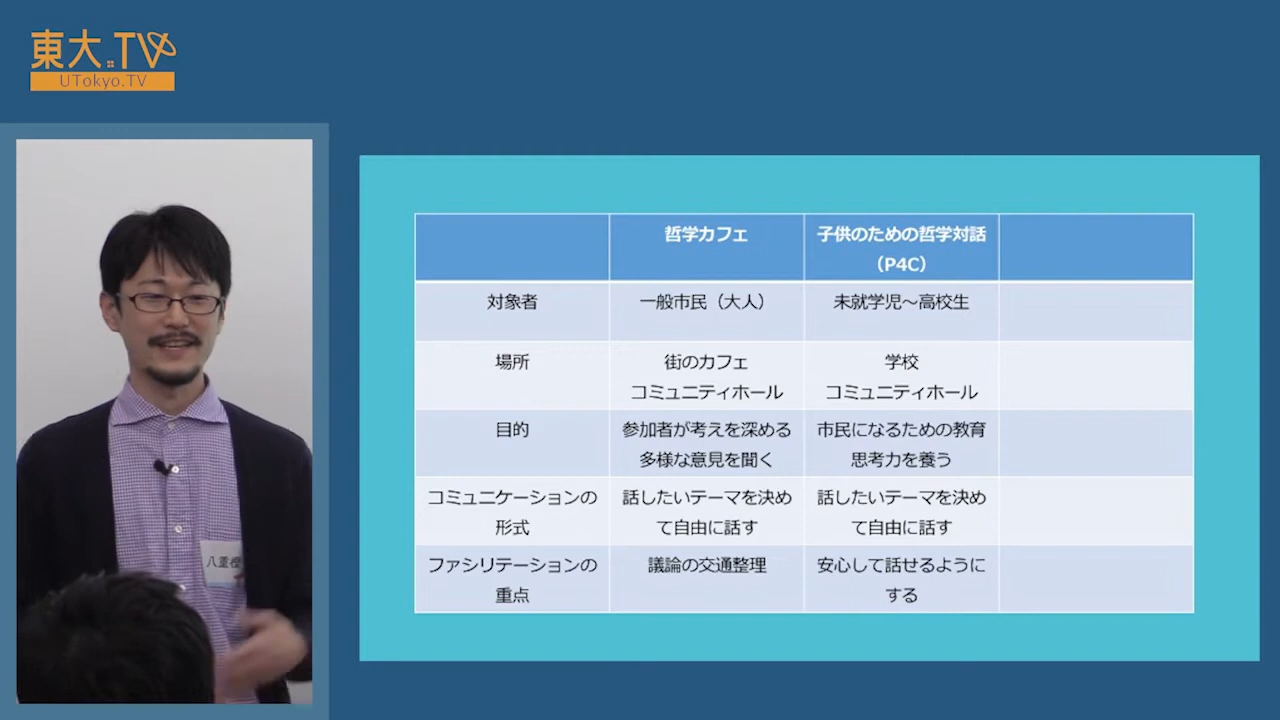 東大.TV
UTokyo.TV
哲学カフェ
子供のための哲学対話
（P4C）
対象者
一般市民（大人）
未就学児～高校生
場所
街のカフェ
コミュニティホール
学校
コミュニティホール
目的
参加者が考えを深める
多様な意見を聞く
市民になるための教育
思考力を養う
コミュニケーションの
形式
話したいテーマを決め
て自由に話す
話したいテーマを決め
て自由に話す
ファシリテーションの
重点
議論の交通整理
安心して話せるように
する
八重樫